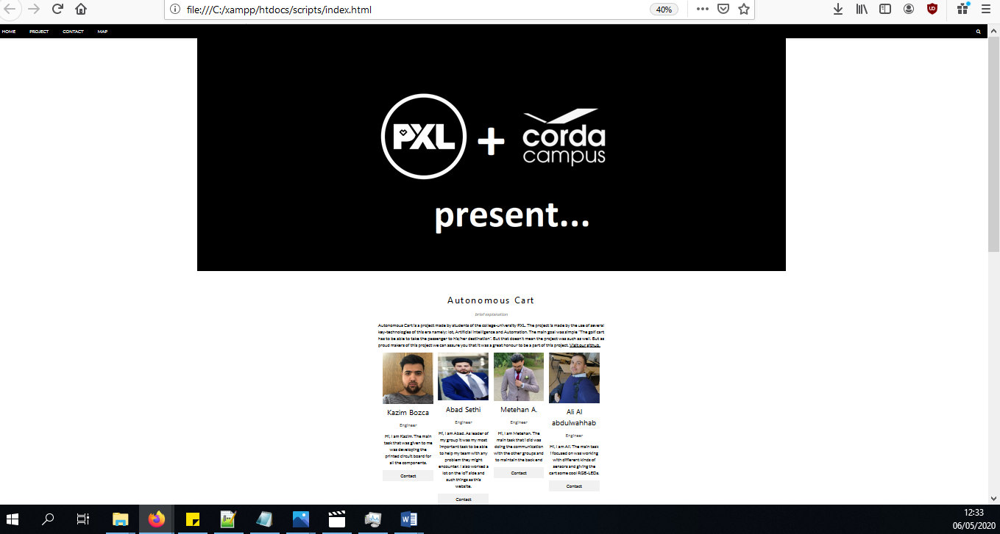 file:///C:/xampp/htdocs/scripts/index.html
40%
HOME PROJECT CONTACT MAP
PXL + corda
campus
present...
Autonomous Cart
brief explanation
Autonomous Cart is a project made by students of the college-university PXL. The project is made by the use of several
key-technologies of this era namely: Iot, Artificial Intelligence and Automation. The main goal was simple "The golf cart
has to be able to take the passenger to his/her destination". But that doesn't mean the project was such as well. But as
proud makers of this project we can assure you that it was a great honour to be a part of this project. Visit our github.
Kazim Bozca
Engineer
Hi, I am Kazim. The main
task that was given to me
was developing the
printed circuit board for
all the components.
Contact
Abad Sethi
Engineer
Hi, I am Abad. As leader of
my group it was my most
important task to be able
to help my team with any
problem they might
encounter. I also worked a
lot on the IoT side and
such things as this
website.
Contact
Metehan A.
Engineer
Hi, I am Metehan. The
main task that I did was
doing the communication
with the other groups and
to maintain the back end
Contact
Ali Al
abdulwahhab
Engineer
Hi, I am Ali. The main task
I focused on was working
with different kinds of
sensors and giving the
cart some cool RGB-LEDs.
Contact
12:33
06/05/2020